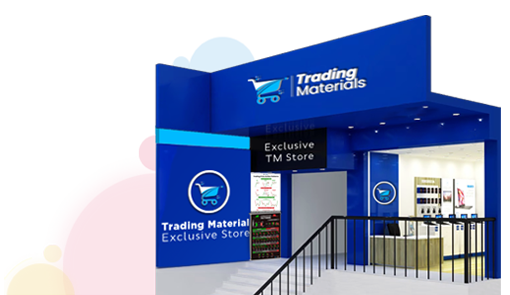 Trading
Materials
Exclusive
TM Store
Trading Material
Exclusive Store